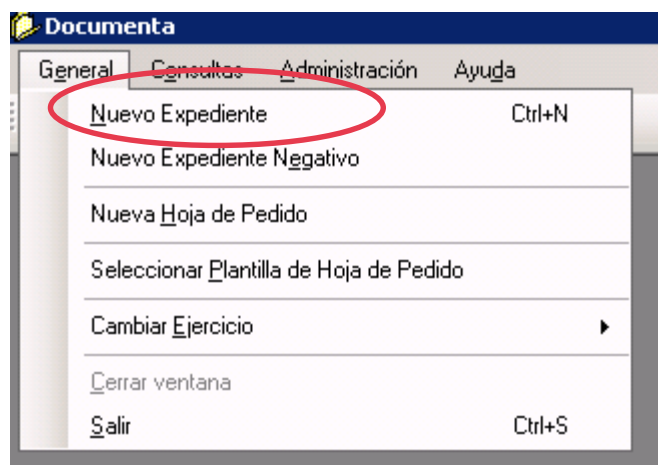 Documenta
General Consultas Administración Ayuda
Nuevo Expediente Ctrl+N
Nuevo Expediente Negativo
Nueva Hoja de Pedido
Seleccionar Plantilla de Hoja de Pedido
Cambiar Ejercicio
Cerrar ventana
Salir Ctrl+S